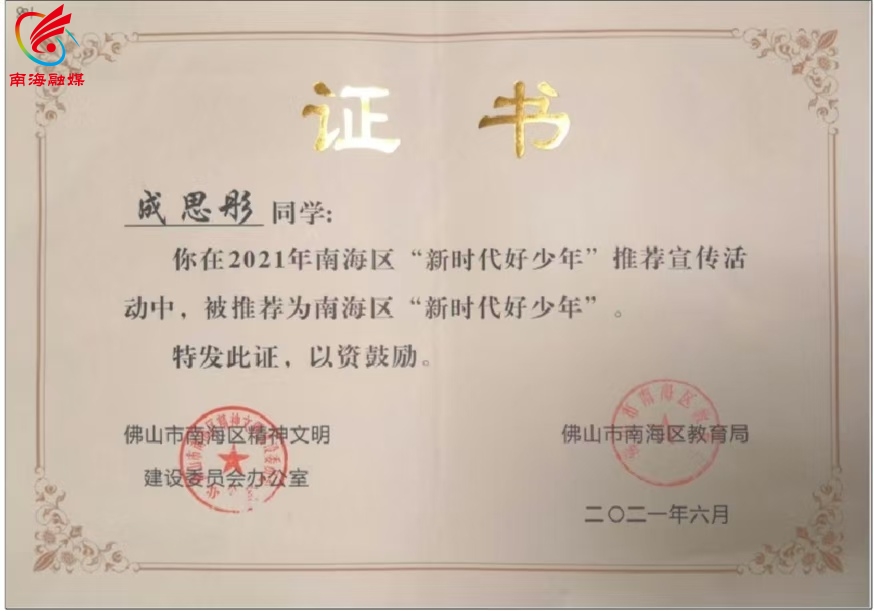 南海融媒
证书
成思彤 同学：
你在2021年南海区“新时代好少年”推荐宣传活
动中，被推荐为南海区“新时代好少年”。
特发此证，以资鼓励。
佛山市南海区精神文明
建设委员会办公室
佛山市南海区教育局
二〇二一年六月